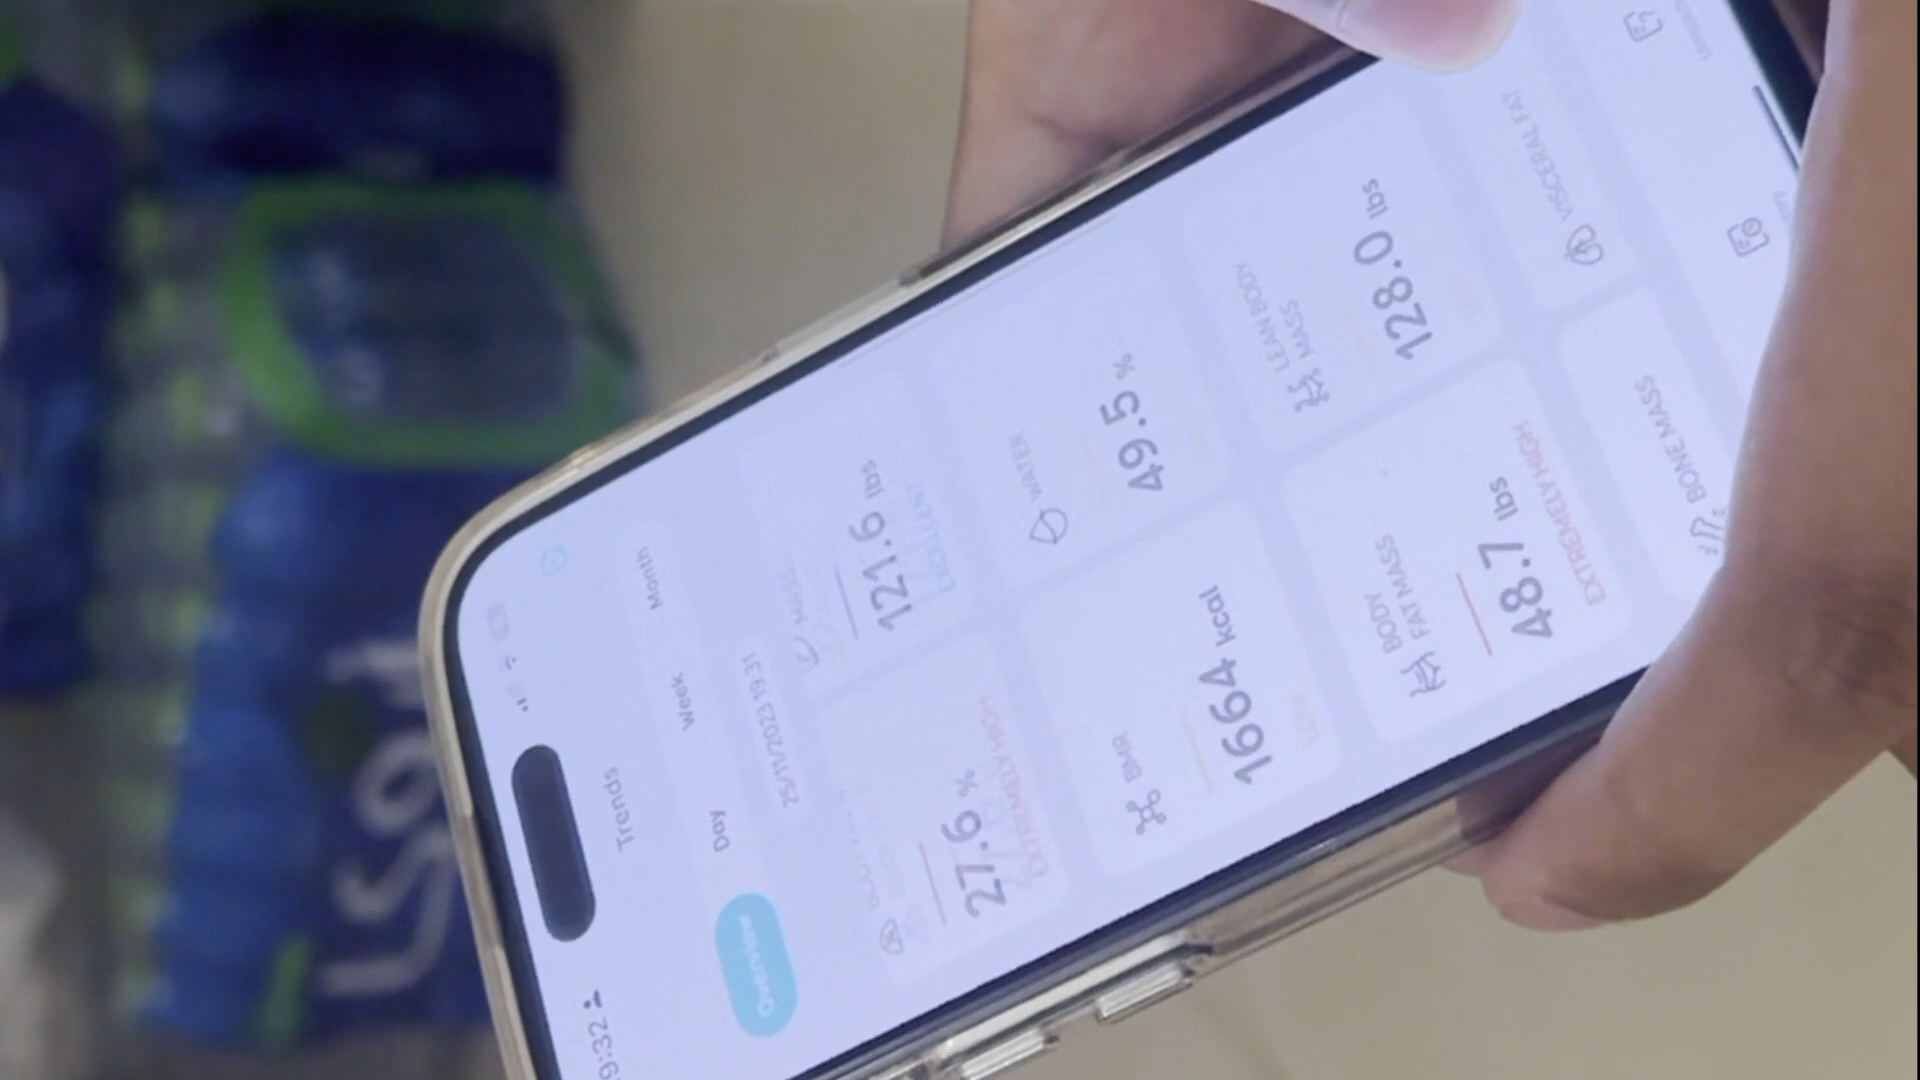 9:32
Trends
Overview
Day
Week
Month
25/11/2023 19:31
27.6 %
EXTREMELY HIGH
121.6 lbs
EXCELLENT
BMR
1664 kcal
WATER
49.5 %
BODY
FAT MASS
48.7 lbs
EXTREMELY HIGH
LEAN BODY
MASS
128.0 lbs
BONE MASS
VISCERAL FAT